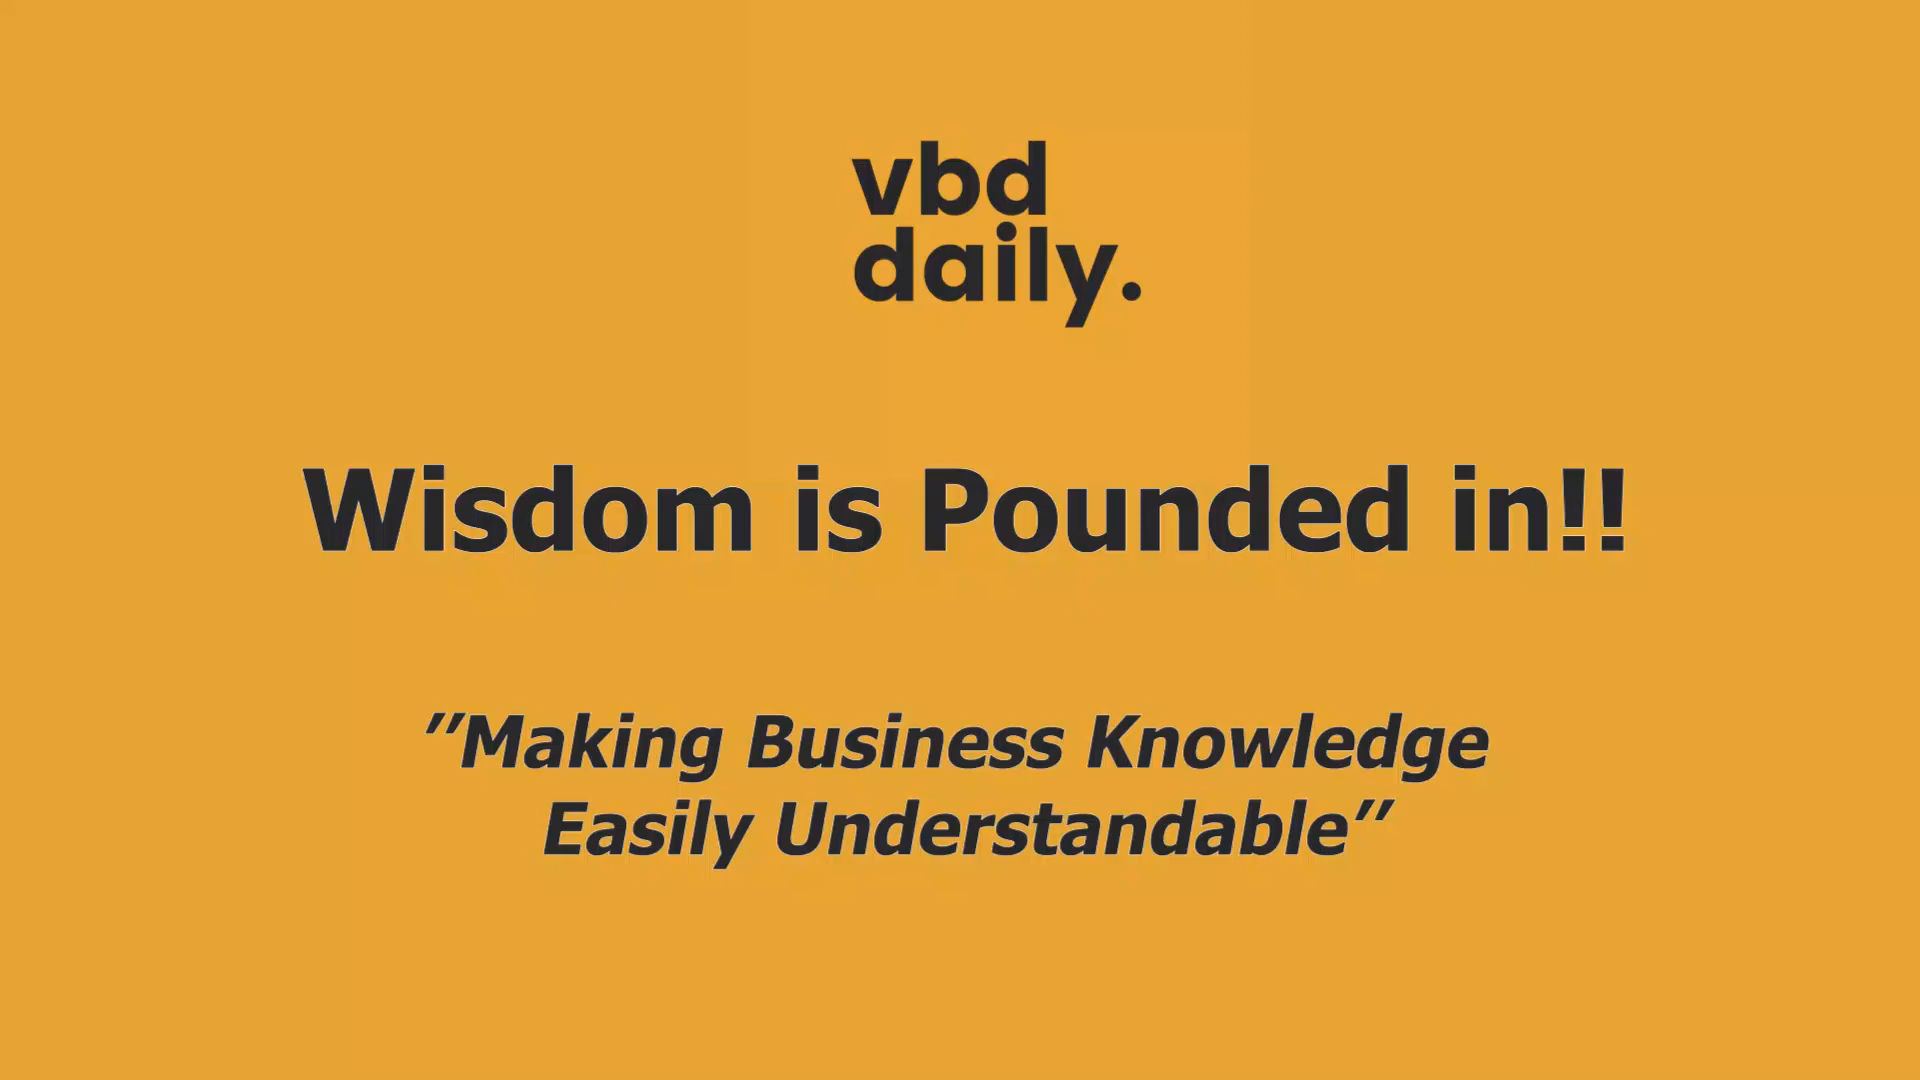 vbd
daily.
Wisdom is Pounded in!!
”Making Business Knowledge
Easily Understandable”